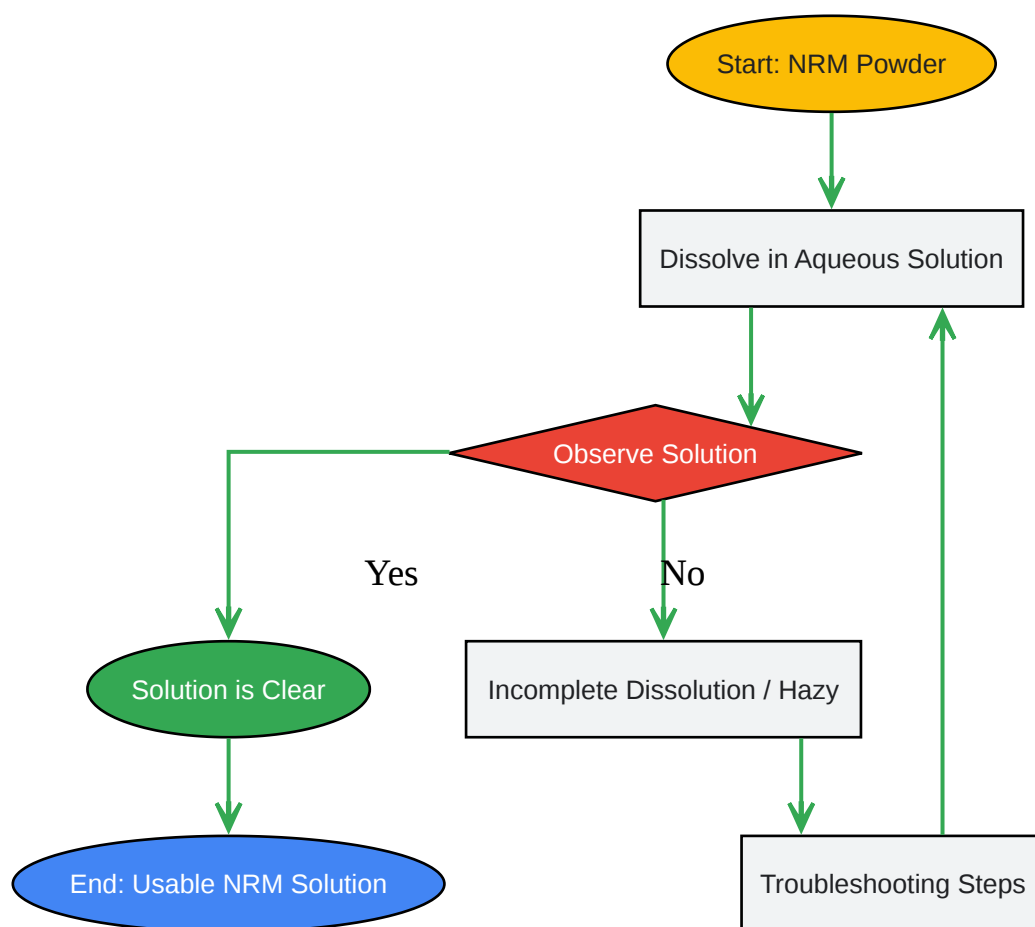 Start: NRM Powder
Dissolve in Aqueous Solution
Observe Solution
Yes
No
Solution is Clear
Incomplete Dissolution / Hazy
End: Usable NRM Solution
Troubleshooting Steps